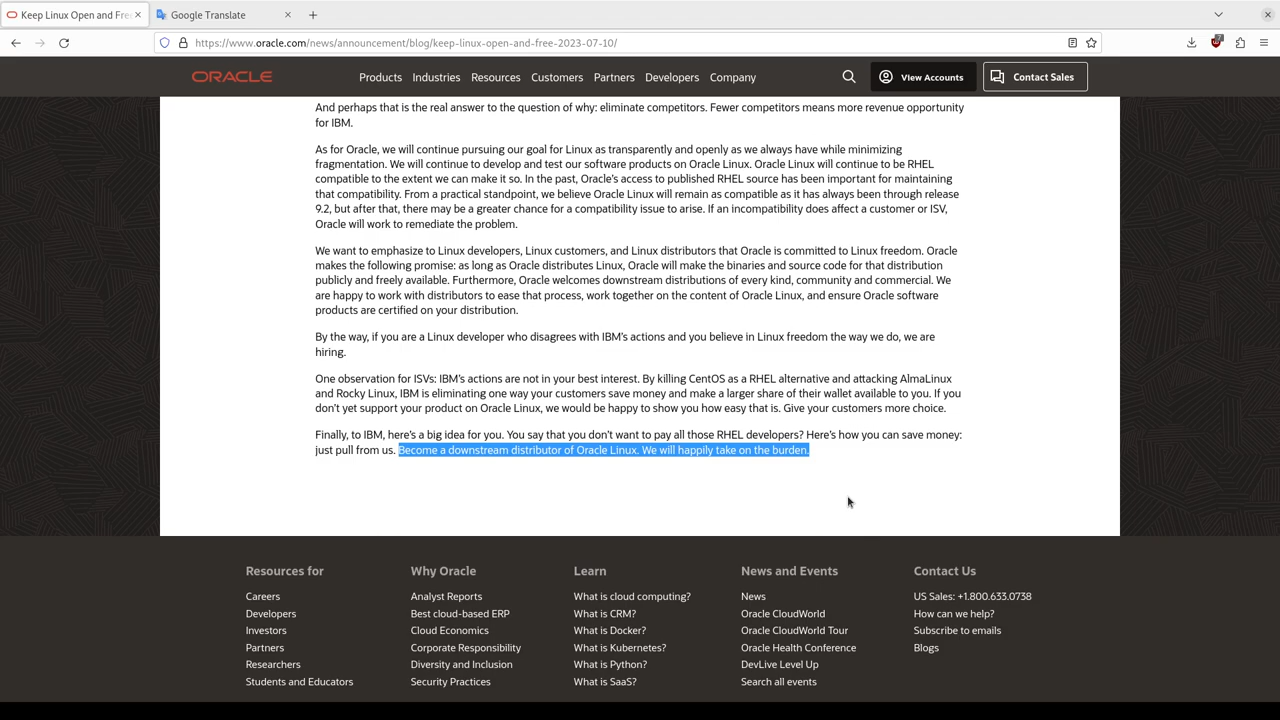 Keep Linux Open and Fre
Google Translate
https://www.oracle.com/news/announcement/blog/keep-linux-open-and-free-2023-07-10/
7
ORACLE
Products
Industries
Resources
Customers
Partners
Developers
Company
View Accounts
Contact Sales
And perhaps that is the real answer to the question of why: eliminate competitors. Fewer competitors means more revenue opportunity
for IBM.
As for Oracle, we will continue pursuing our goal for Linux as transparently and openly as we always have while minimizing
fragmentation. We will continue to develop and test our software products on Oracle Linux. Oracle Linux will continue to be RHEL
compatible to the extent we can make it so. In the past, Oracle's access to published RHEL source has been important for maintaining
that compatibility. From a practical standpoint, we believe Oracle Linux will remain as compatible as it has always been through release
9.2, but after that, there may be a greater chance for a compatibility issue to arise. If an incompatibility does affect a customer or ISV,
Oracle will work to remediate the problem.
We want to emphasize to Linux developers, Linux customers, and Linux distributors that Oracle is committed to Linux freedom. Oracle
makes the following promise: as long as Oracle distributes Linux, Oracle will make the binaries and source code for that distribution
publicly and freely available. Furthermore, Oracle welcomes downstream distributions of every kind, community and commercial. We
are happy to work with distributors to ease that process, work together on the content of Oracle Linux, and ensure Oracle software
products are certified on your distribution.
By the way, if you are a Linux developer who disagrees with IBM's actions and you believe in Linux freedom the way we do, we are
hiring.
One observation for ISVs: IBM's actions are not in your best interest. By killing CentOS as a RHEL alternative and attacking AlmaLinux
and Rocky Linux, IBM is eliminating one way your customers save money and make a larger share of their wallet available to you. If you
don't yet support your product on Oracle Linux, we would be happy to show you how easy that is. Give your customers more choice.
Finally, to IBM, here's a big idea for you. You say that you don't want to pay all those RHEL developers? Here's how you can save money:
just pull from us. Become a downstream distributor of Oracle Linux. We will happily take on the burden.
Resources for
Careers
Developers
Investors
Partners
Researchers
Students and Educators
Why Oracle
Analyst Reports
Best cloud-based ERP
Cloud Economics
Corporate Responsibility
Diversity and Inclusion
Security Practices
Learn
What is cloud computing?
What is CRM?
What is Docker?
What is Kubernetes?
What is Python?
What is SaaS?
News and Events
News
Oracle CloudWorld
Oracle CloudWorld Tour
Oracle Health Conference
DevLive Level Up
Search all events
Contact Us
US Sales: +1.800.633.0738
How can we help?
Subscribe to emails
Blogs